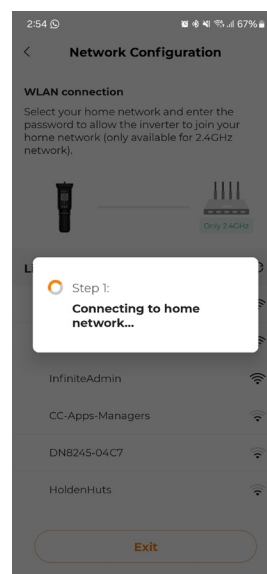 2:54 67%
Network Configuration
WLAN connection
Select your home network and enter the
password to allow the inverter to join your
home network (only available for 2.4GHz
network).
Only 2.4GHz
Step 1:
Connecting to home
network...
InfiniteAdmin
CC-Apps-Managers
DN8245-04C7
HoldenHuts
Exit